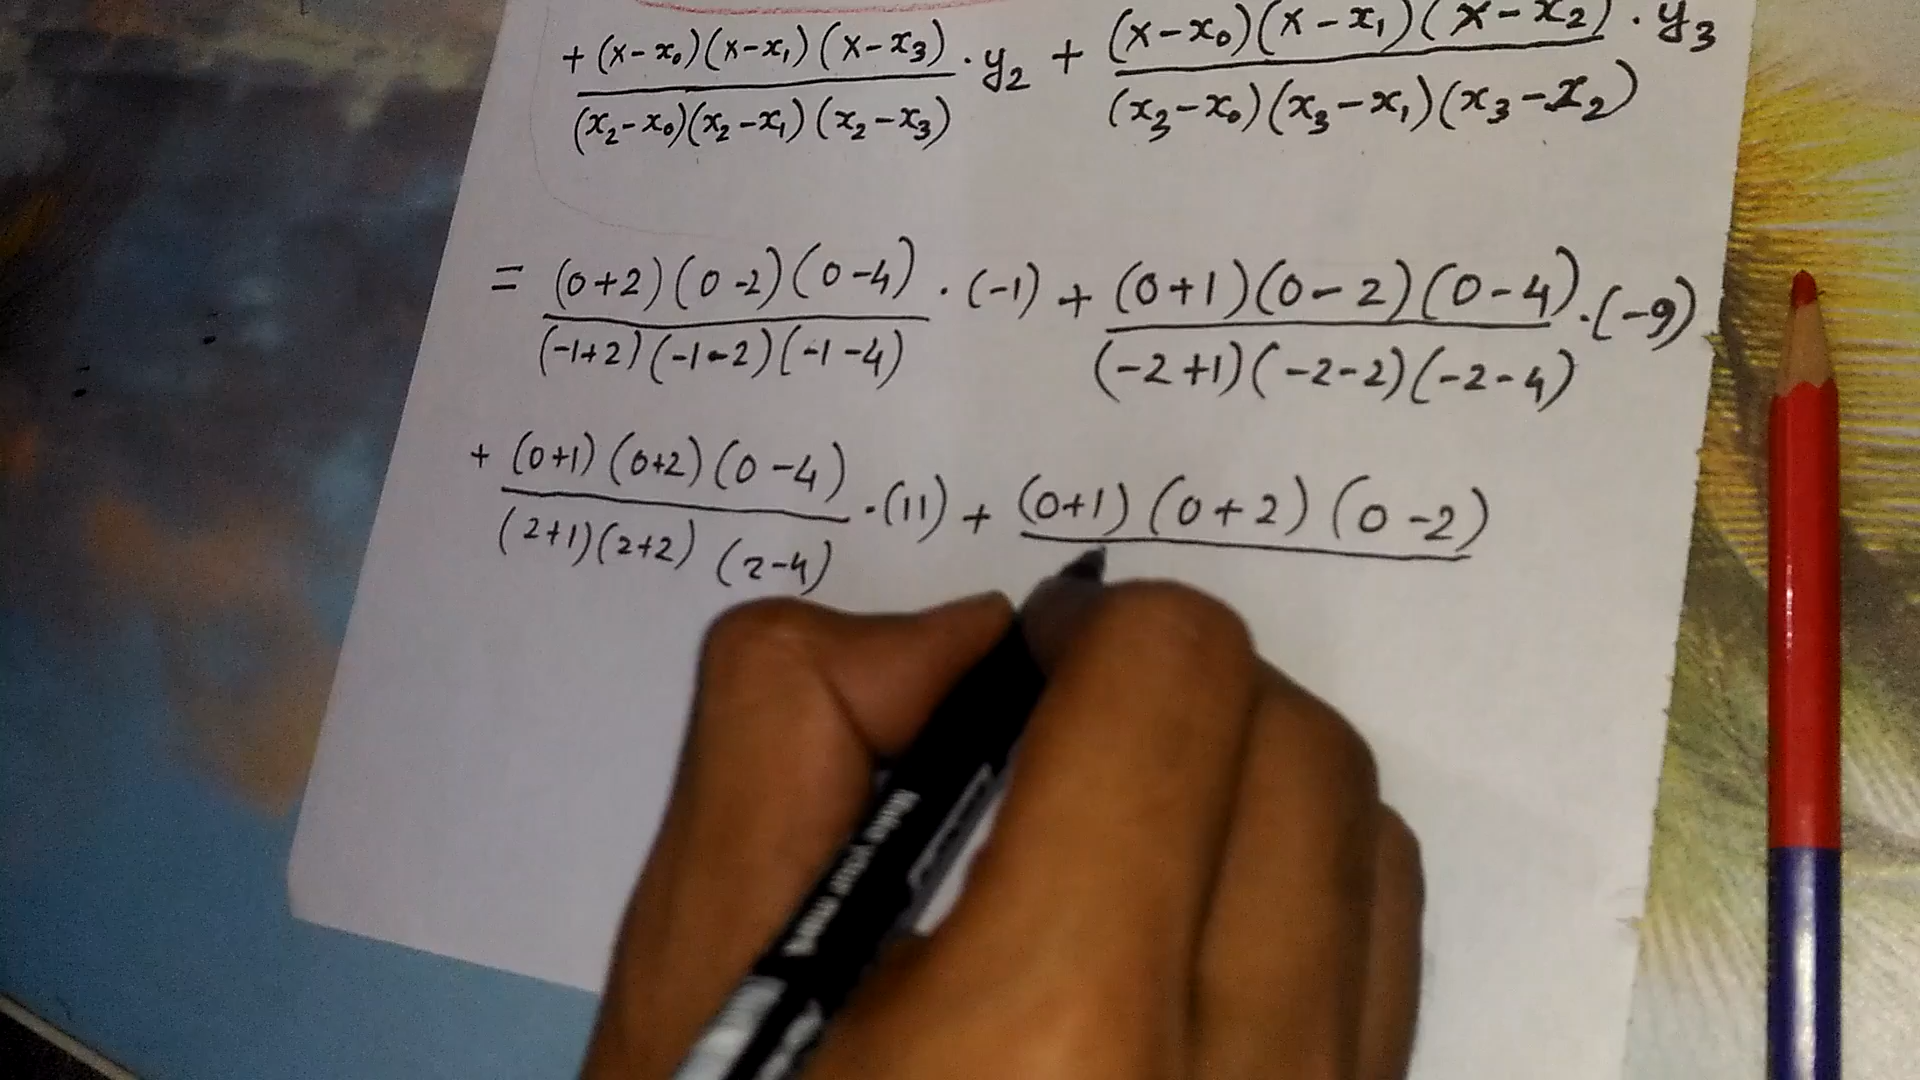 + (x-x₀)(x-x₁)(x-x₃) / (x₂-x₀)(x₂-x₁)(x₂-x₃) · y₂ + (x-x₀)(x-x₁)(x-x₂) / (x₃-x₀)(x₃-x₁)(x₃-x₂) · y₃
= (0+2)(0-2)(0-4) / (-1+2)(-1-2)(-1-4) · (-1) + (0+1)(0-2)(0-4) / (-2+1)(-2-2)(-2-4) · (-9)
+ (0+1)(0+2)(0-4) / (2+1)(2+2)(2-4) · (11) + (0+1)(0+2)(0-2)